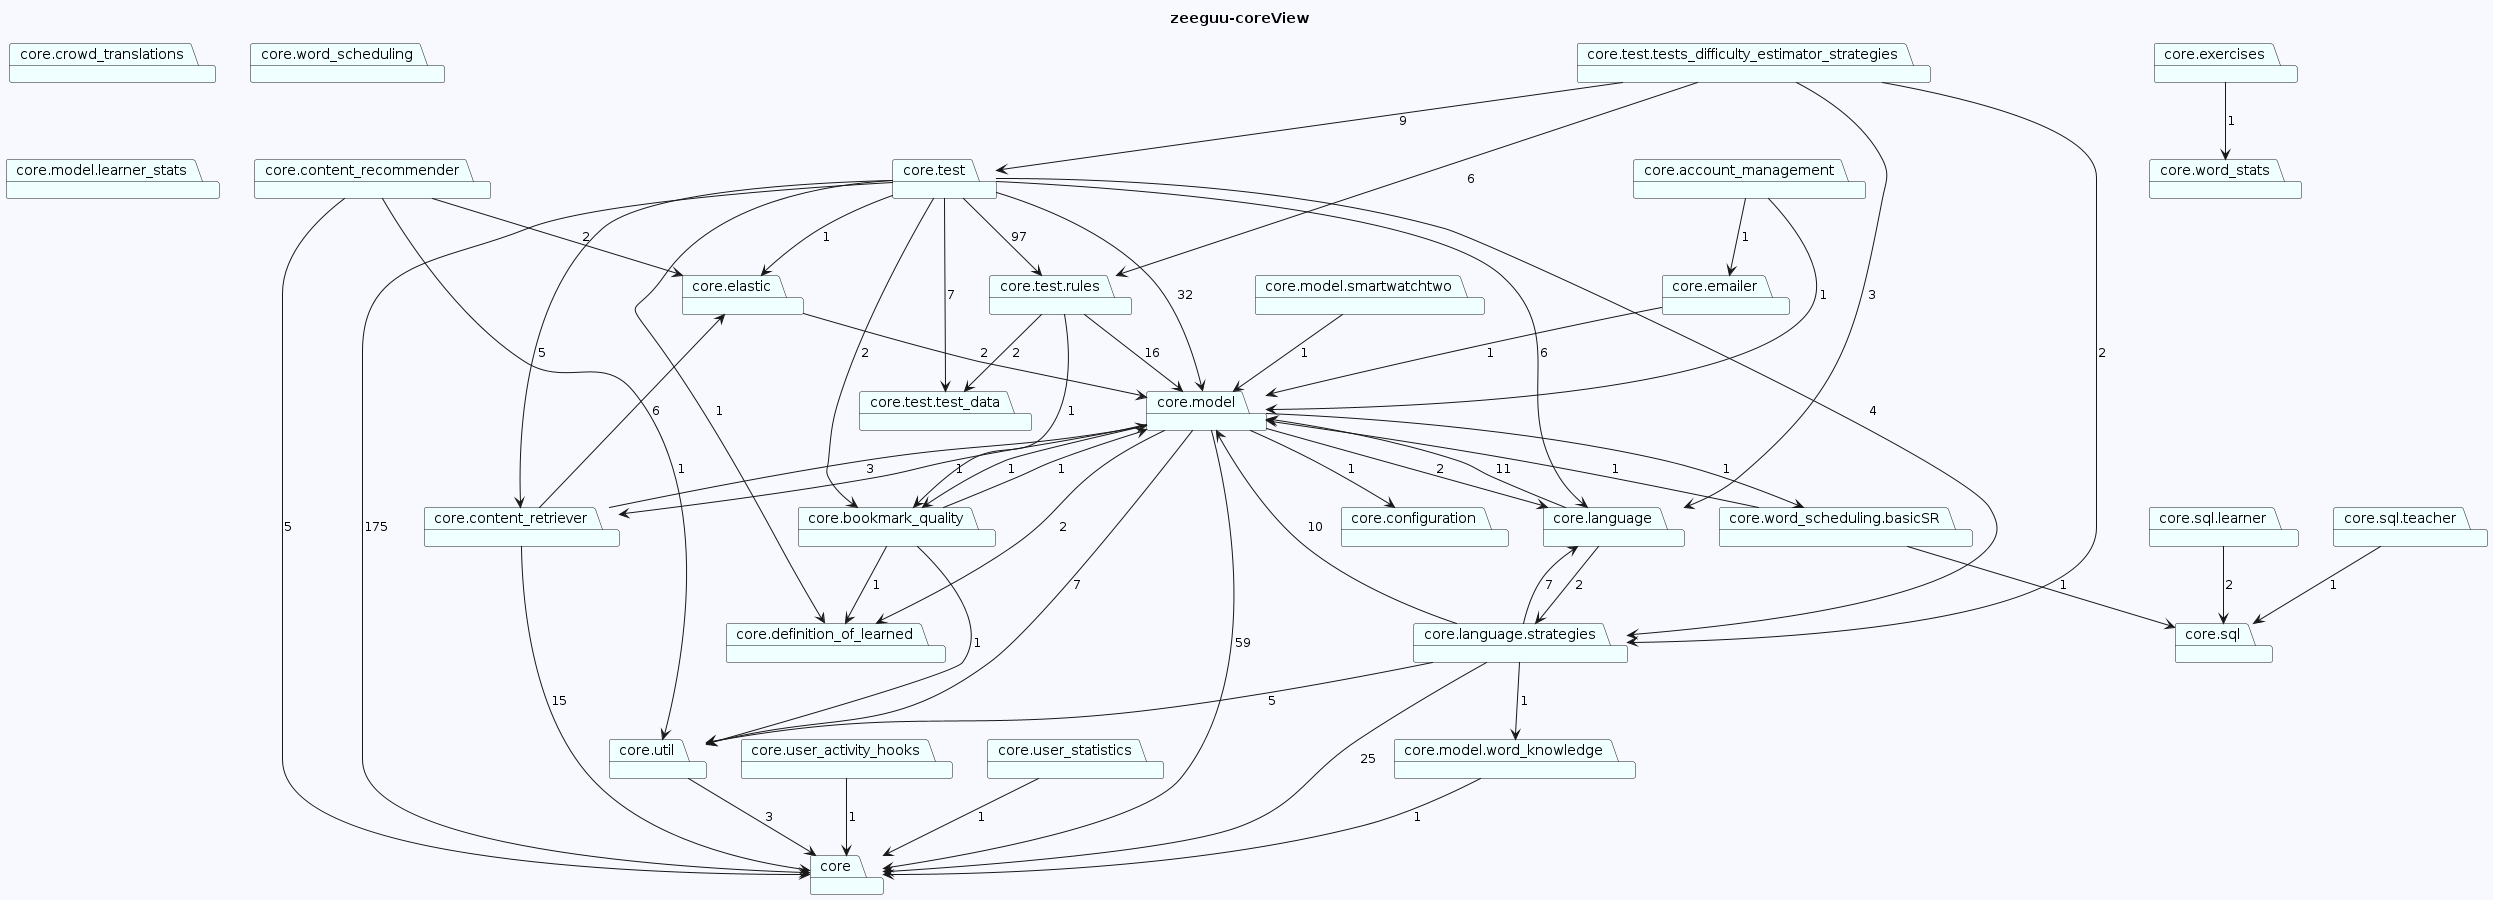 zeeguu-coreView
core.crowd_translations
core.word_scheduling
core.test.tests_difficulty_estimator_strategies
core.exercises
9
1
core.model.learner_stats
core.content_recommender
core.test
core.account_management
core.word_stats
6
2
1
97
1
core.elastic
7
core.test.rules
32
core.model.smartwatchtwo
core.emailer
1
3
5
2
2
2
16
1
1
6
2
core.test.test_data
core.model
6
1
1
4
1
3
1
1
1
1
2
11
1
1
core.content_retriever
core.bookmark_quality
core.configuration
core.language
core.word_scheduling.basicSR
core.sql.learner
core.sql.teacher
5
175
2
10
1
7
7
2
1
2
1
core.definition_of_learned
core.language.strategies
core.sql
1
59
15
5
1
core.util
core.user_activity_hooks
core.user_statistics
core.model.word_knowledge
25
3
1
1
1
core